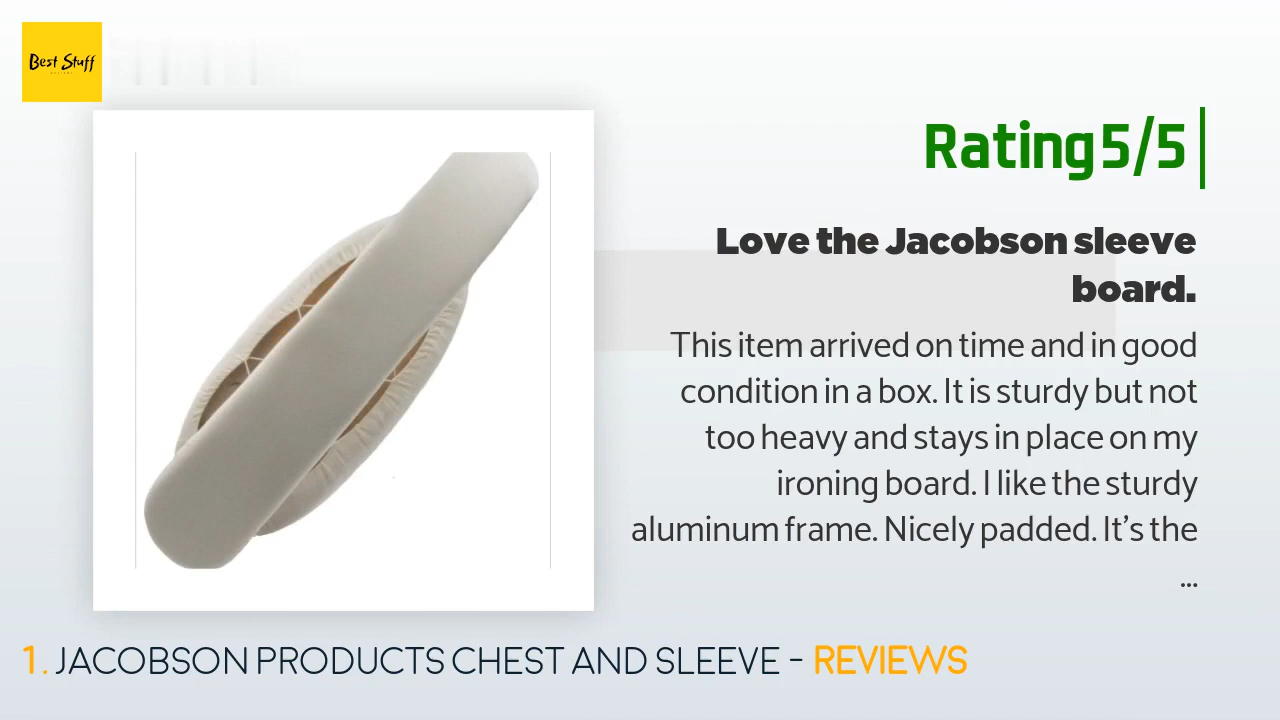 Best Stuff
Rating 5/5
Love the Jacobson sleeve
board.
This item arrived on time and in good
condition in a box. It is sturdy but not
too heavy and stays in place on my
ironing board. I like the sturdy
aluminum frame. Nicely padded. It's the
...
1. JACOBSON PRODUCTS CHEST AND SLEEVE - REVIEWS